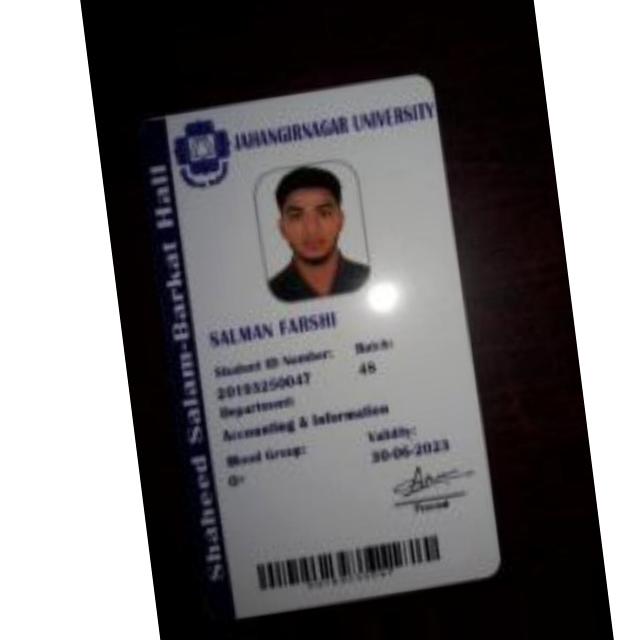 JAHANGIRNAGAR UNIVERSITY
Shaheed Salam-Barkat Hall
SALMAN FARSHI
Student ID Number: Batch:
20193250047 48
Department:
Accounting & Information
Blood Group: Validity:
O+ 30-06-2023
Provost